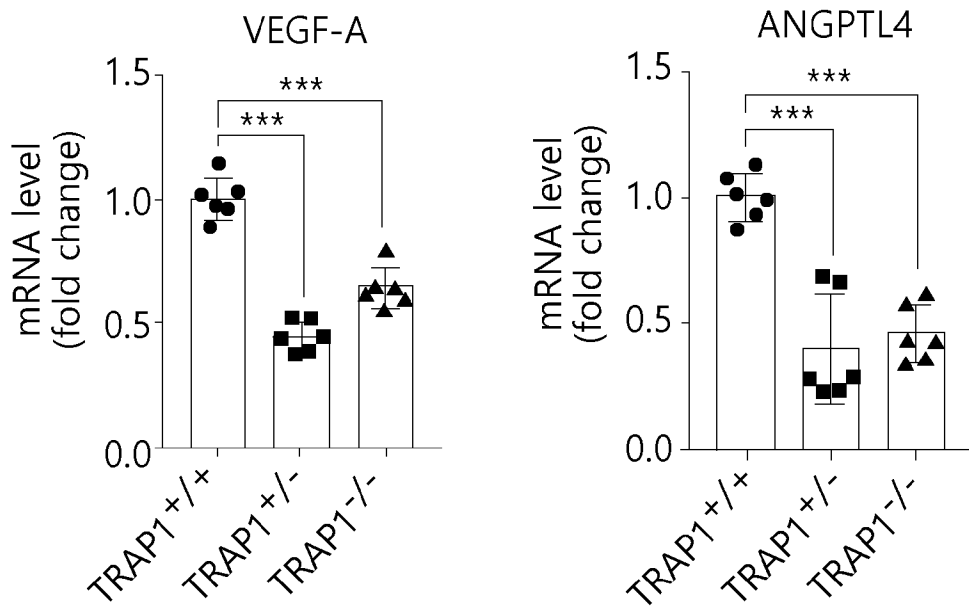 VEGF-A
mRNA level
(fold change)
1.5
1.0
0.5
0.0
***
***
TRAP1+/+
TRAP1+/-
TRAP1-/-
ANGPTL4
mRNA level
(fold change)
1.5
1.0
0.5
0.0
***
***
TRAP1+/+
TRAP1+/-
TRAP1-/-